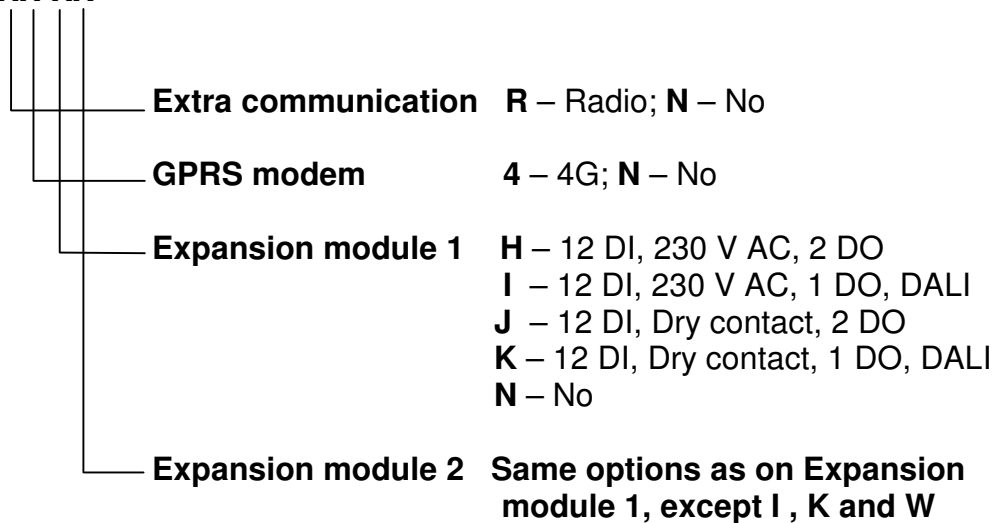 Extra communication R – Radio; N – No
GPRS modem 4 – 4G; N – No
Expansion module 1 H – 12 DI, 230 V AC, 2 DO
I – 12 DI, 230 V AC, 1 DO, DALI
J – 12 DI, Dry contact, 2 DO
K – 12 DI, Dry contact, 1 DO, DALI
N – No
Expansion module 2 Same options as on Expansion
module 1, except I , K and W